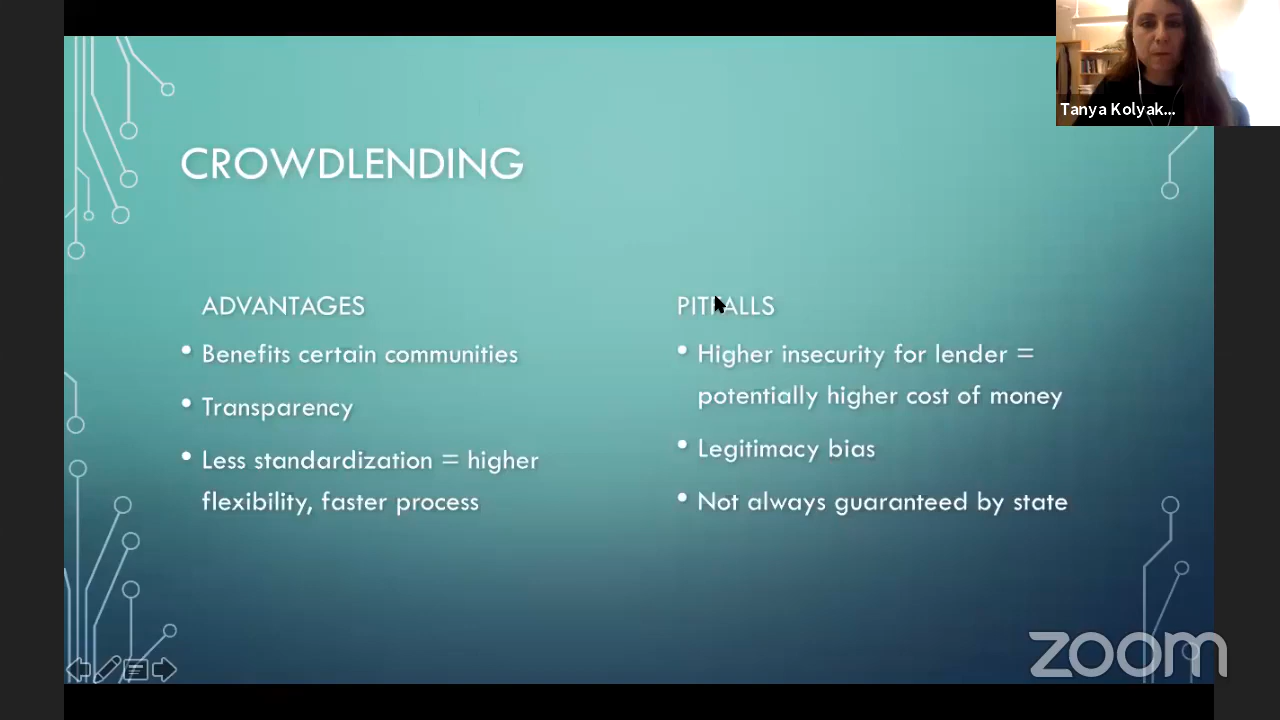 Tanya Kolyak...
CROWDLENDING
ADVANTAGES
• Benefits certain communities
• Transparency
• Less standardization = higher
flexibility, faster process
PITFALLS
• Higher insecurity for lender =
potentially higher cost of money
• Legitimacy bias
• Not always guaranteed by state
zoom